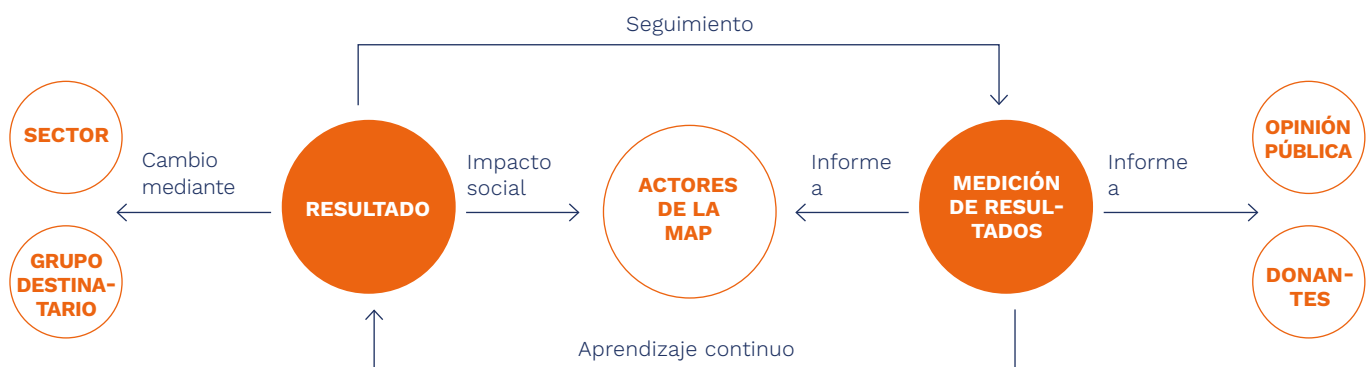 Seguimiento
SECTOR
Cambio
mediante
GRUPO
DESTINA-
TARIO
RESULTADO
Impacto
social
ACTORES
DE LA
MAP
Informe
a
MEDICIÓN
DE RESUL-
TADOS
Informe
a
OPINIÓN
PÚBLICA
DONAN-
TES
Aprendizaje continuo